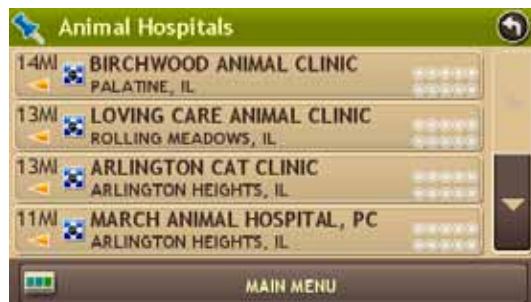 Animal Hospitals
14MI
BIRCHWOOD ANIMAL CLINIC
PALATINE, IL
13MI
LOVING CARE ANIMAL CLINIC
ROLLING MEADOWS, IL
13MI
ARLINGTON CAT CLINIC
ARLINGTON HEIGHTS, IL
11MI
MARCH ANIMAL HOSPITAL, PC
ARLINGTON HEIGHTS, IL
MAIN MENU